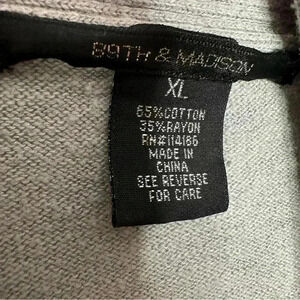 89TH & MADISON
XL
65%COTTON
35%RAYON
RN#114186
MADE IN
CHINA
SEE REVERSE
FOR CARE